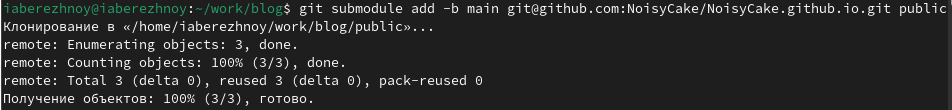 iaberezhnoy@iaberezhnoy:~/work/blog$ git submodule add -b main git@github.com:NoisyCake/NoisyCake.github.io.git public
Клонирование в «/home/iaberezhnoy/work/blog/public»...
remote: Enumerating objects: 3, done.
remote: Counting objects: 100% (3/3), done.
remote: Total 3 (delta 0), reused 3 (delta 0), pack-reused 0
Получение объектов: 100% (3/3), готово.